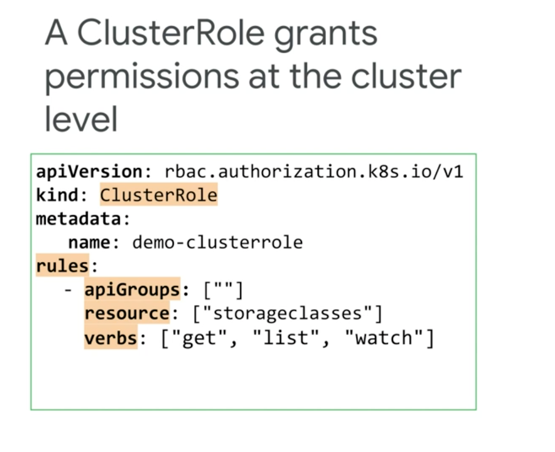 A ClusterRole grants
permissions at the cluster
level
apiVersion: rbac.authorization.k8s.io/v1
kind: ClusterRole
metadata:
   name: demo-clusterrole
rules:
  - apiGroups: [""]
    resource: ["storageclasses"]
    verbs: ["get", "list", "watch"]